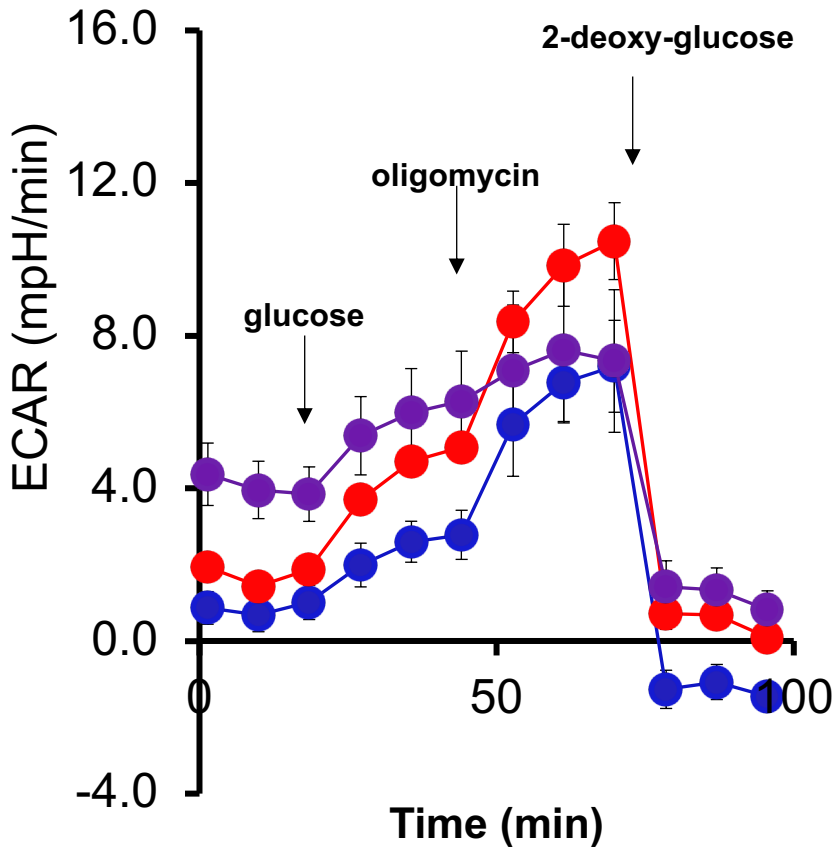 16.0
2-deoxy-glucose
12.0
oligomycin
8.0
glucose
ECAR (mpH/min)
4.0
0.0
0
50
100
-4.0
Time (min)